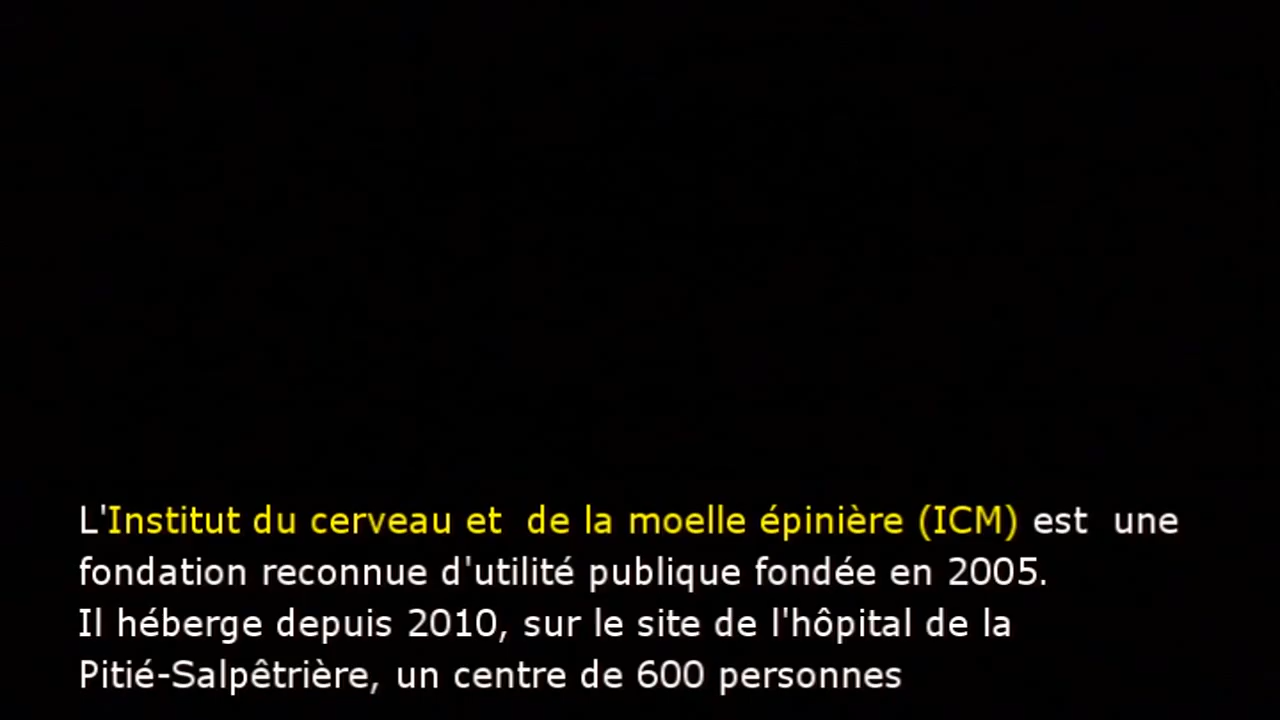 L'Institut du cerveau et  de la moelle épinière (ICM) est  une
fondation reconnue d'utilité publique fondée en 2005.
Il héberge depuis 2010, sur le site de l'hôpital de la
Pitié-Salpêtrière, un centre de 600 personnes